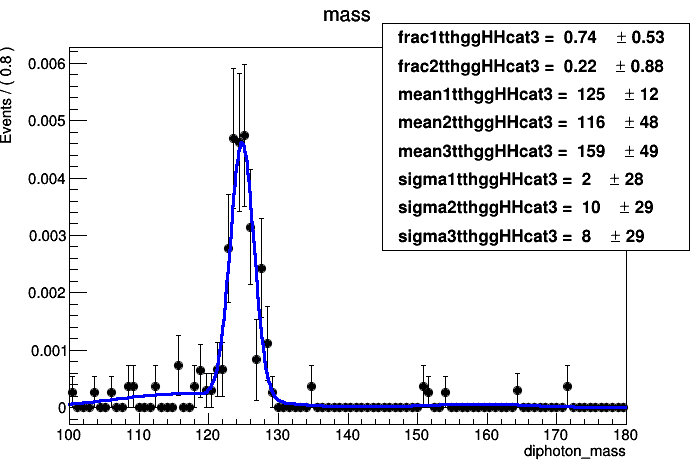 mass
frac1tthggHHcat3 = 0.74 ± 0.53
frac2tthggHHcat3 = 0.22 ± 0.88
mean1tthggHHcat3 = 125 ± 12
mean2tthggHHcat3 = 116 ± 48
mean3tthggHHcat3 = 159 ± 49
sigma1tthggHHcat3 = 2 ± 28
sigma2tthggHHcat3 = 10 ± 29
sigma3tthggHHcat3 = 8 ± 29
Events / ( 0.8 )
0.006
0.005
0.004
0.003
0.002
0.001
0
100 110 120 130 140 150 160 170 180
diphoton_mass